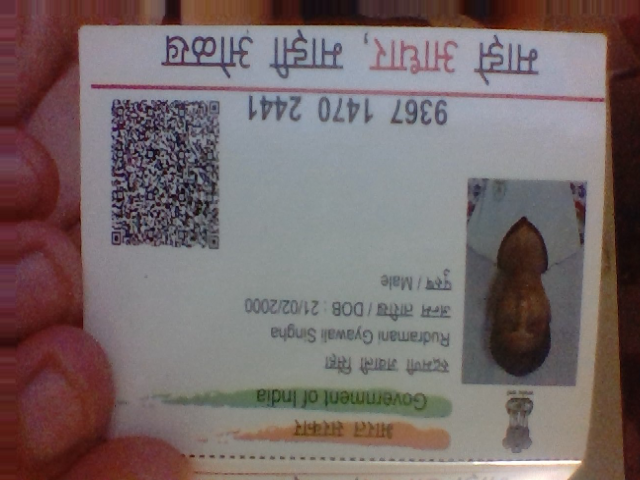 भारत सरकार
Government of India
रूद्रमणी ज्ञवाली सिंहा
Rudramani Gyawali Singha
जन्म तारीख / DOB : 21/02/2000
पुरुष / Male
9367 1470 2441
माझे आधार, माझी ओळख